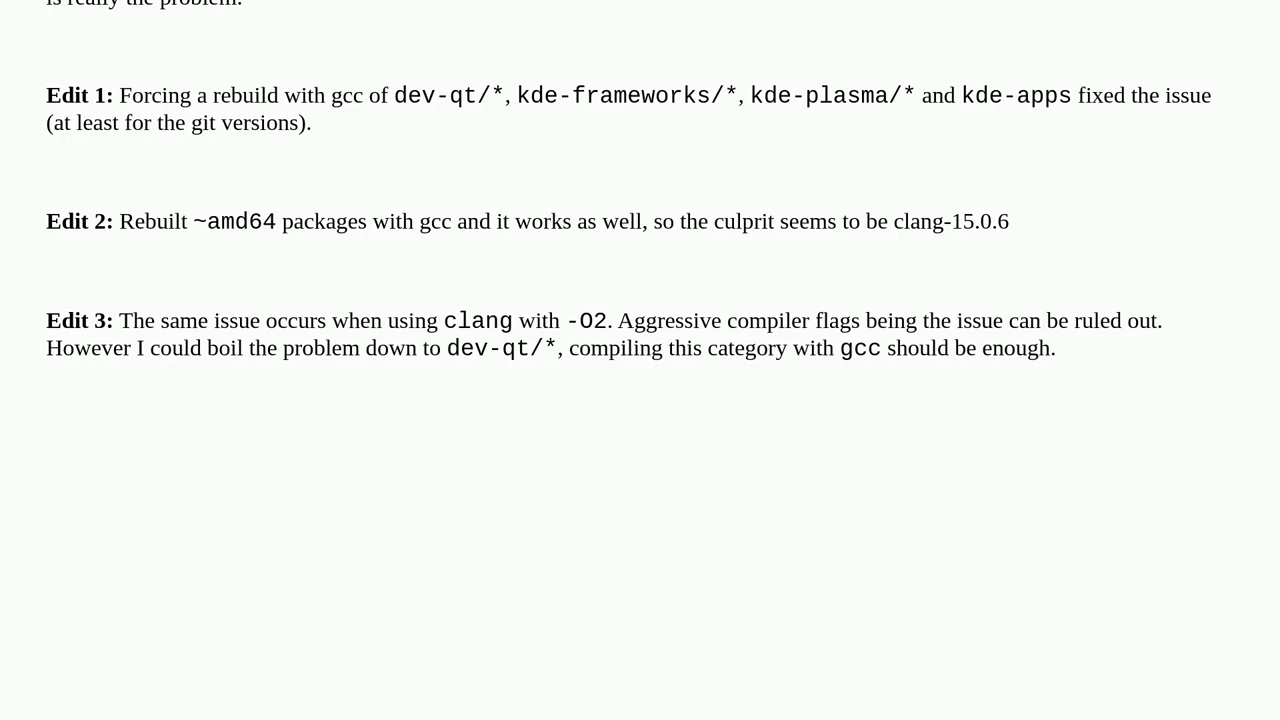 is really the problem.
Edit 1: Forcing a rebuild with gcc of dev-qt/*, kde-frameworks/*, kde-plasma/* and kde-apps fixed the issue
(at least for the git versions).
Edit 2: Rebuilt ~amd64 packages with gcc and it works as well, so the culprit seems to be clang-15.0.6
Edit 3: The same issue occurs when using clang with -O2. Aggressive compiler flags being the issue can be ruled out.
However I could boil the problem down to dev-qt/*, compiling this category with gcc should be enough.